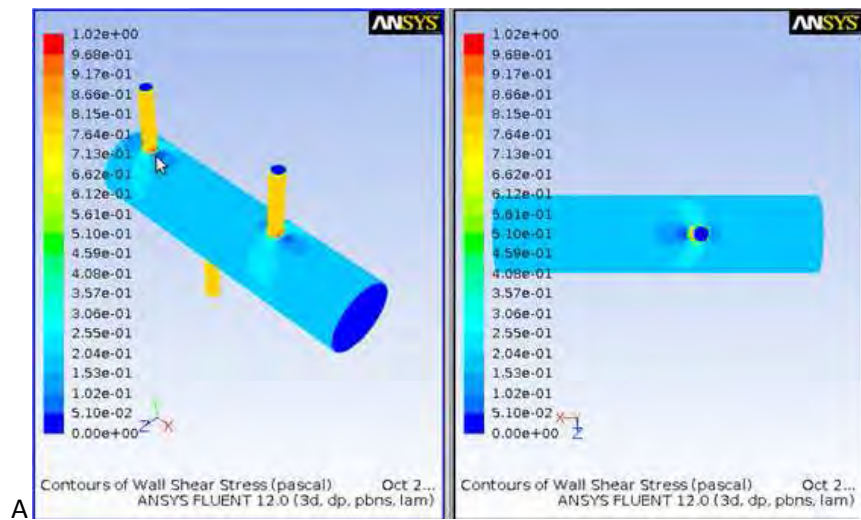 ANSYS
1.02e+00
9.68e-01
9.17e-01
8.66e-01
8.15e-01
7.64e-01
7.13e-01
6.62e-01
6.12e-01
5.61e-01
5.10e-01
4.59e-01
4.08e-01
3.57e-01
3.06e-01
2.55e-01
2.04e-01
1.53e-01
1.02e-01
5.10e-02
0.00e+00
Y
Z X
Contours of Wall Shear Stress (pascal) Oct 2...
ANSYS FLUENT 12.0 (3d, dp, pbns, lam)
ANSYS
1.02e+00
9.68e-01
9.17e-01
8.66e-01
8.15e-01
7.64e-01
7.13e-01
6.62e-01
6.12e-01
5.61e-01
5.10e-01
4.59e-01
4.08e-01
3.57e-01
3.06e-01
2.55e-01
2.04e-01
1.53e-01
1.02e-01
5.10e-02
0.00e+00
X Y
Z
Contours of Wall Shear Stress (pascal) Oct 2...
ANSYS FLUENT 12.0 (3d, dp, pbns, lam)
A